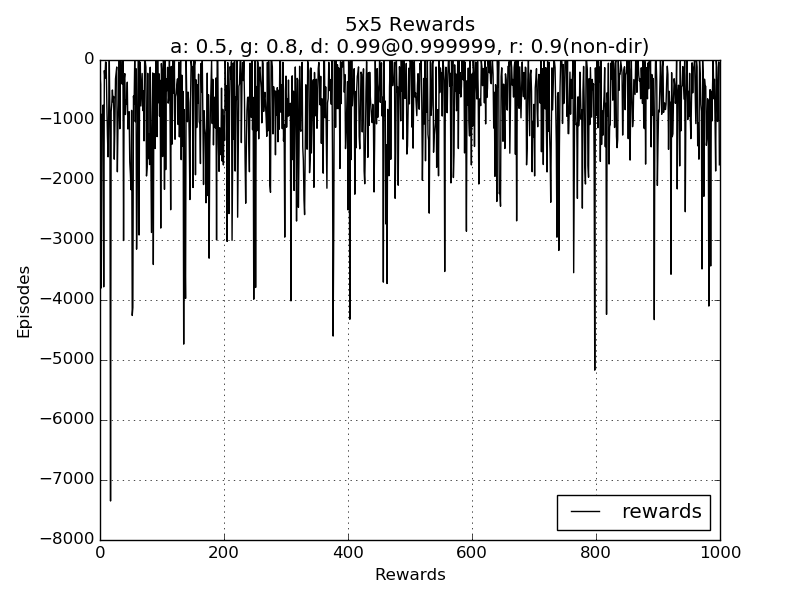 5x5 Rewards
a: 0.5, g: 0.8, d: 0.99@0.999999, r: 0.9(non-dir)
0
−1000
−2000
−3000
−4000
−5000
−6000
−7000
−8000
Episodes
rewards
0 200 400 600 800 1000
Rewards